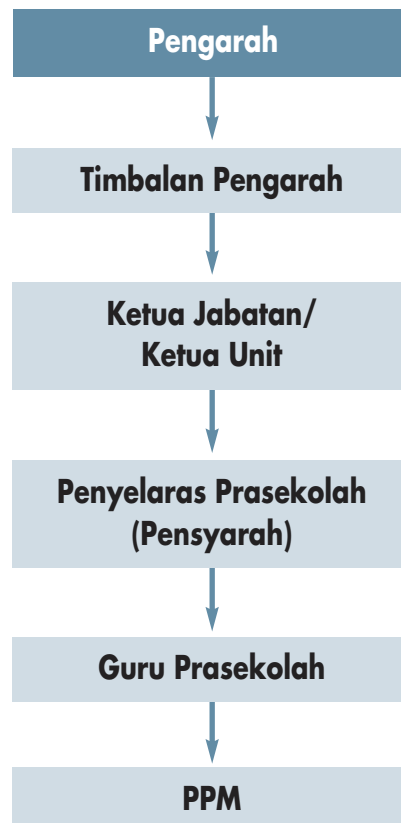 Pengarah
Timbalan Pengarah
Ketua Jabatan/
Ketua Unit
Penyelaras Prasekolah
(Pensyarah)
Guru Prasekolah
PPM